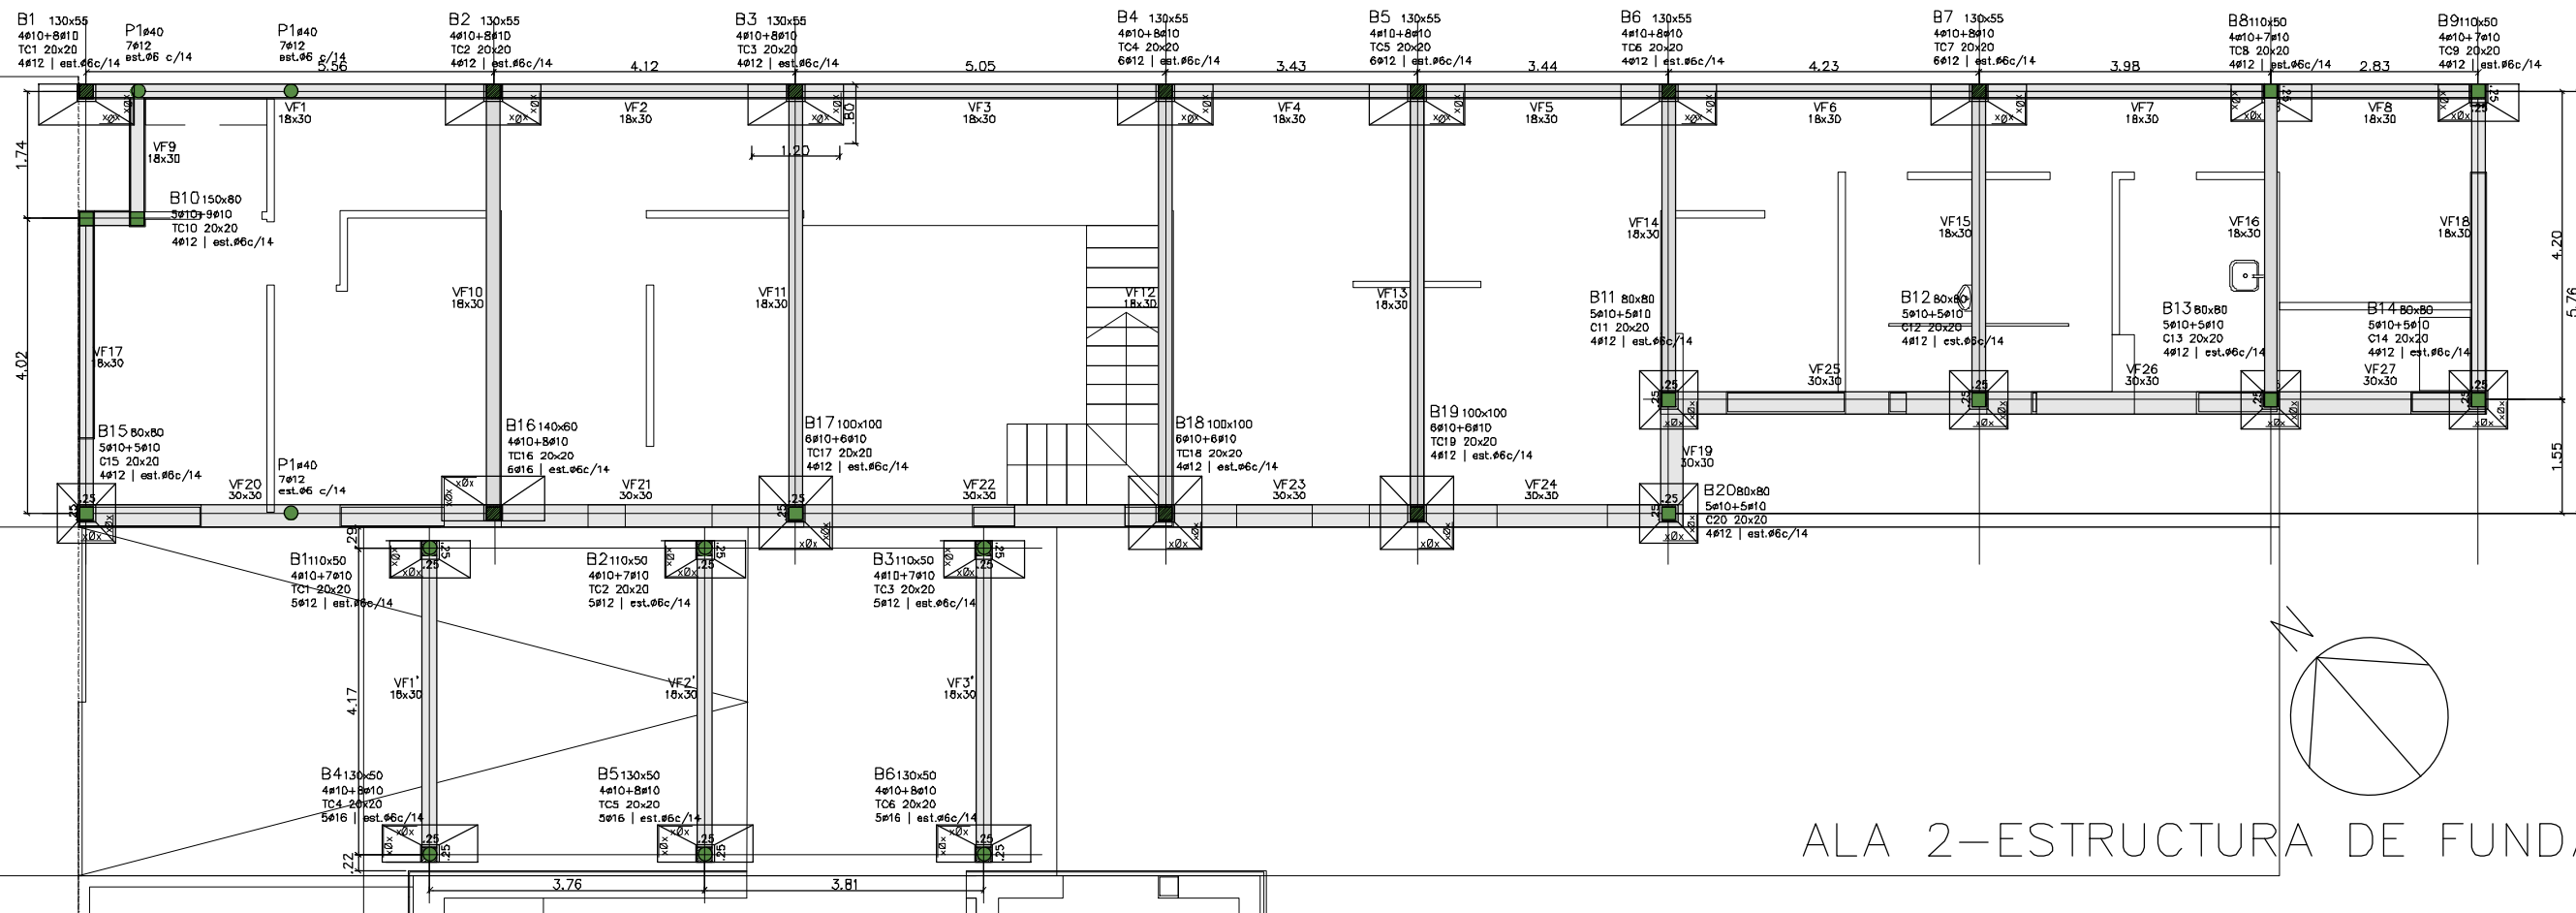 B1 130x55
4ø10+8ø10
TC1 20x20
4ø12 | est.ø6c/14
P1ø40
7ø12
est.ø6 c/14
P1ø40
7ø12
est.ø6 c/14
B2 130x55
4ø10+8ø10
TC2 20x20
4ø12 | est.ø6c/14
B3 130x55
4ø10+8ø10
TC3 20x20
4ø12 | est.ø6c/14
B4 130x55
4ø10+8ø10
TC4 20x20
6ø12 | est.ø6c/14
B5 130x55
4ø10+8ø10
TC5 20x20
6ø12 | est.ø6c/14
B6 130x55
4ø10+8ø10
TC6 20x20
4ø12 | est.ø6c/14
B7 130x55
4ø10+8ø10
TC7 20x20
6ø12 | est.ø6c/14
B8 110x50
4ø10+7ø10
TC8 20x20
4ø12 | est.ø6c/14
B9 110x50
4ø10+7ø10
TC9 20x20
4ø12 | est.ø6c/14
5.56
4.12
5.05
3.43
3.44
4.23
3.98
2.83
VF1
18x30
VF2
18x30
VF3
18x30
VF4
18x30
VF5
18x30
VF6
18x30
VF7
18x30
VF8
18x30
.80
1.20
1.74
VF9
18x30
B10 150x80
5ø10+9ø10
TC10 20x20
4ø12 | est.ø6c/14
4.02
VF17
18x30
VF10
18x30
VF11
18x30
VF12
18x30
VF13
18x30
VF14
18x30
VF15
18x30
VF16
18x30
VF18
18x30
4.20
5.76
1.55
B11 80x80
5ø10+5ø10
C11 20x20
4ø12 | est.ø6c/14
B12 80x80
5ø10+5ø10
C12 20x20
4ø12 | est.ø6c/14
B13 80x80
5ø10+5ø10
C13 20x20
4ø12 | est.ø6c/14
B14 80x80
5ø10+5ø10
C14 20x20
4ø12 | est.ø6c/14
VF25
30x30
VF26
30x30
VF27
30x30
B15 80x80
5ø10+5ø10
C15 20x20
4ø12 | est.ø6c/14
P1ø40
7ø12
est.ø6 c/14
B16 140x60
4ø10+8ø10
TC16 20x20
6ø16 | est.ø6c/14
B17 100x100
6ø10+6ø10
TC17 20x20
4ø12 | est.ø6c/14
B18 100x100
6ø10+6ø10
TC18 20x20
4ø12 | est.ø6c/14
B19 100x100
6ø10+6ø10
TC19 20x20
4ø12 | est.ø6c/14
VF19
30x30
B20 80x80
5ø10+5ø10
C20 20x20
4ø12 | est.ø6c/14
VF20
30x30
VF21
30x30
VF22
30x30
VF23
30x30
VF24
30x30
B1 110x50
4ø10+7ø10
TC1 20x20
5ø12 | est.ø6c/14
B2 110x50
4ø10+7ø10
TC2 20x20
5ø12 | est.ø6c/14
B3 110x50
4ø10+7ø10
TC3 20x20
5ø12 | est.ø6c/14
4.17
VF1'
18x30
VF2'
18x30
VF3'
18x30
N
B4 130x50
4ø10+8ø10
TC4 20x20
5ø16 | est.ø6c/14
B5 130x50
4ø10+8ø10
TC5 20x20
5ø16 | est.ø6c/14
B6 130x50
4ø10+8ø10
TC6 20x20
5ø16 | est.ø6c/14
.22
3.76
3.81
ALA 2-ESTRUCTURA DE FUNDA